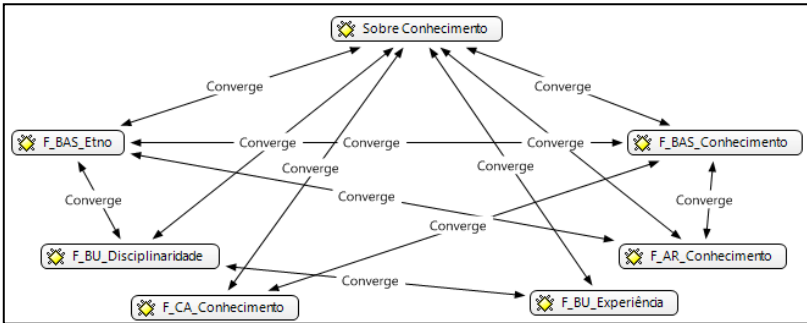 Sobre Conhecimento
Converge
Converge
F_BAS_Etno
Converge
Converge
Converge
F_BAS_Conhecimento
Converge
Converge
Converge
Converge
Converge
F_BU_Disciplinaridade
F_AR_Conhecimento
Converge
F_CA_Conhecimento
F_BU_Experiência